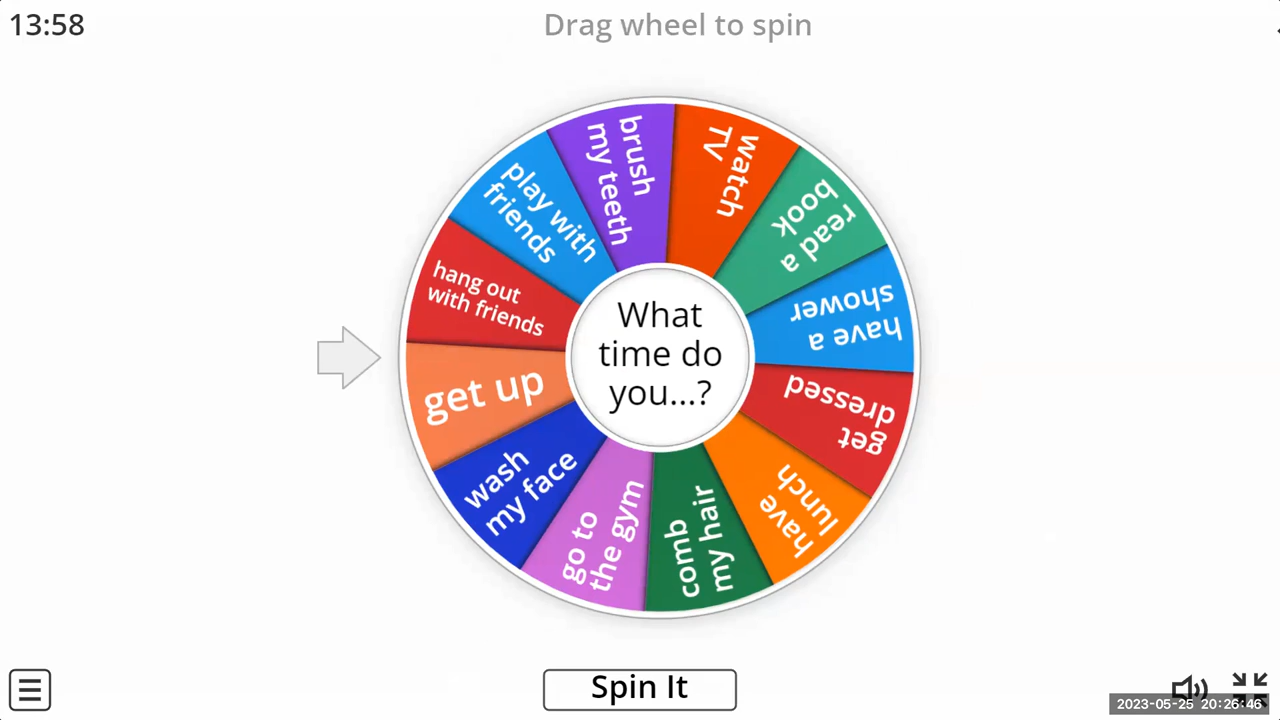 13:58
Drag wheel to spin
brush
my teeth
watch
TV
read a
book
have a
shower
get
dressed
have
lunch
comb
my hair
go to
the gym
wash
my face
get up
hang out
with friends
play with
friends
What
time do
you...?
Spin It
2023-05-25 20:26:46